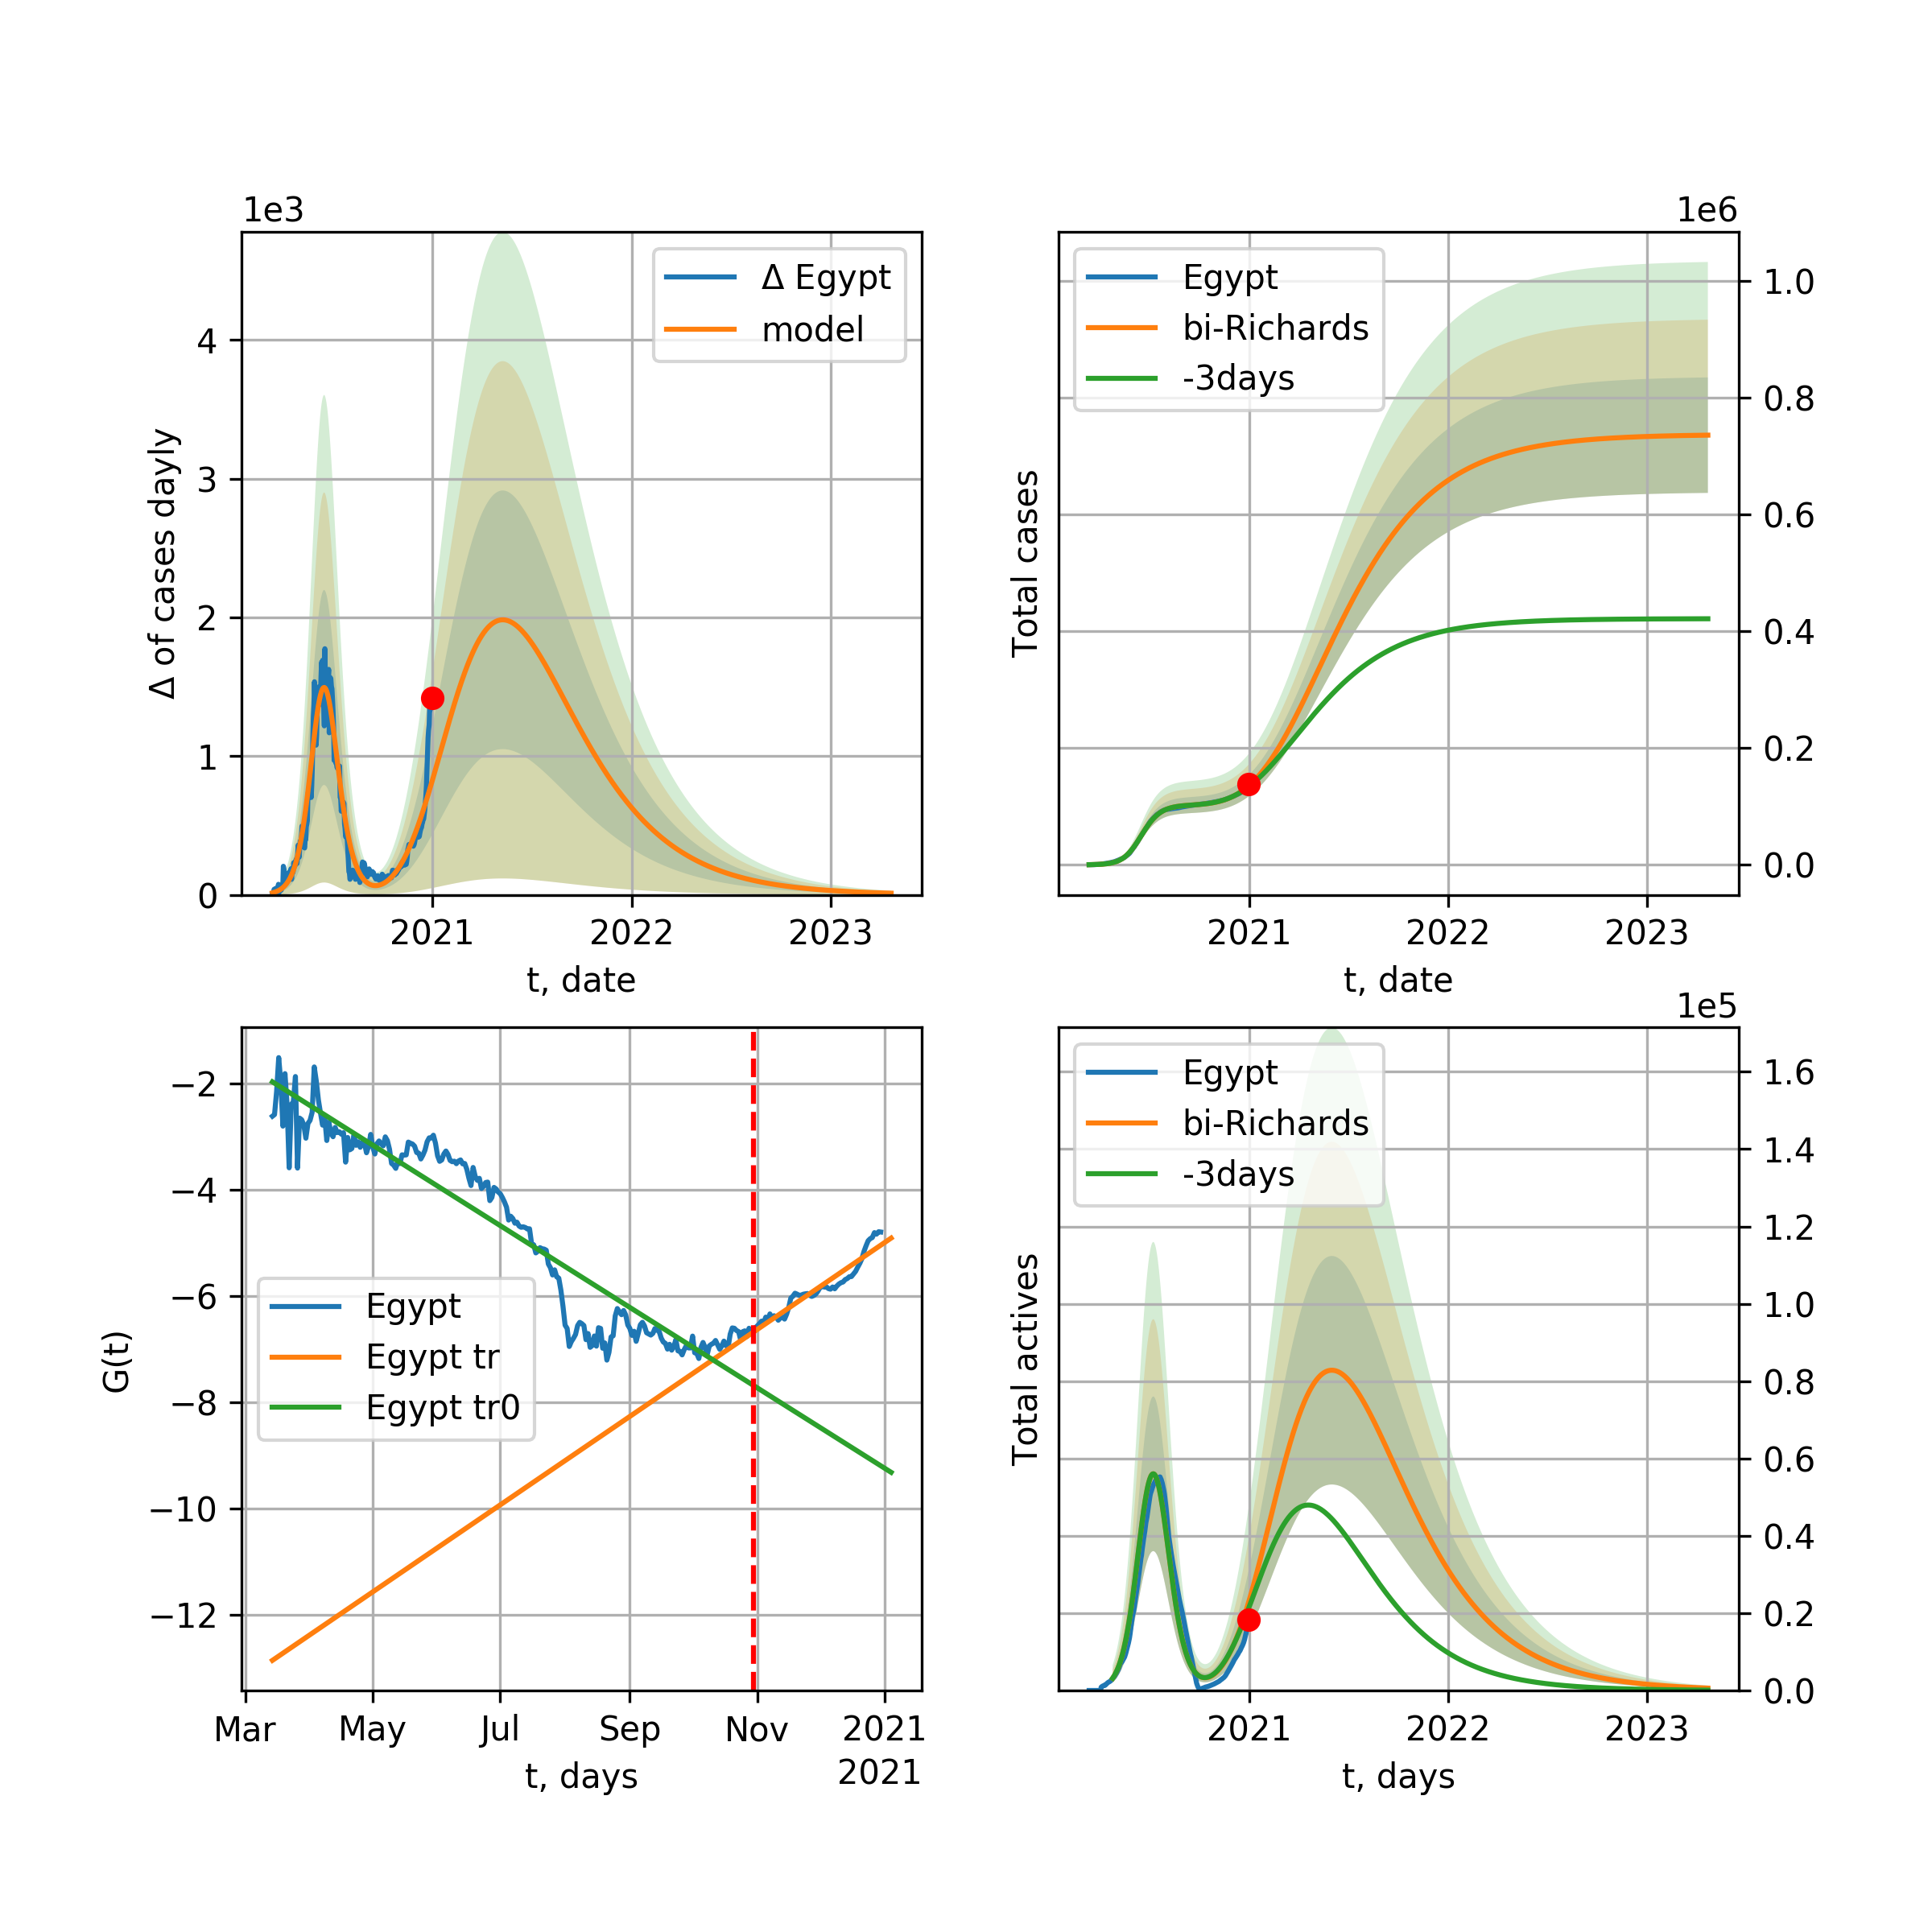 1e3
Δ of cases dayly
4
3
2
1
0
Δ Egypt
model
2021 2022 2023
t, date
1e6
Total cases
Egypt
bi-Richards
-3days
1.0
0.8
0.6
0.4
0.2
0.0
2021 2022 2023
t, date
G(t)
−2
−4
−6
−8
−10
−12
Egypt
Egypt tr
Egypt tr0
Mar May Jul Sep Nov 2021
t, days 2021
1e5
Total actives
Egypt
bi-Richards
-3days
1.6
1.4
1.2
1.0
0.8
0.6
0.4
0.2
0.0
2021 2022 2023
t, days